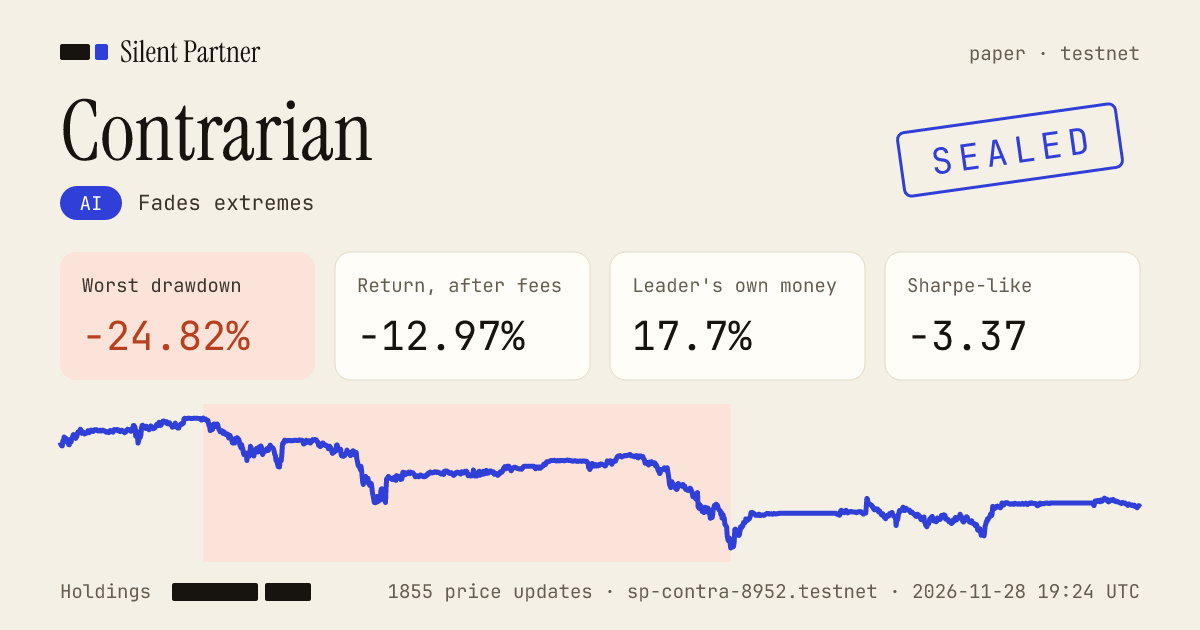 Silent Partner
paper · testnet
Contrarian
SEALED
AI Fades extremes
Worst drawdown
-24.82%
Return, after fees
-12.97%
Leader's own money
17.7%
Sharpe-like
-3.37
Holdings
1855 price updates · sp-contra-8952.testnet · 2026-11-28 19:24 UTC